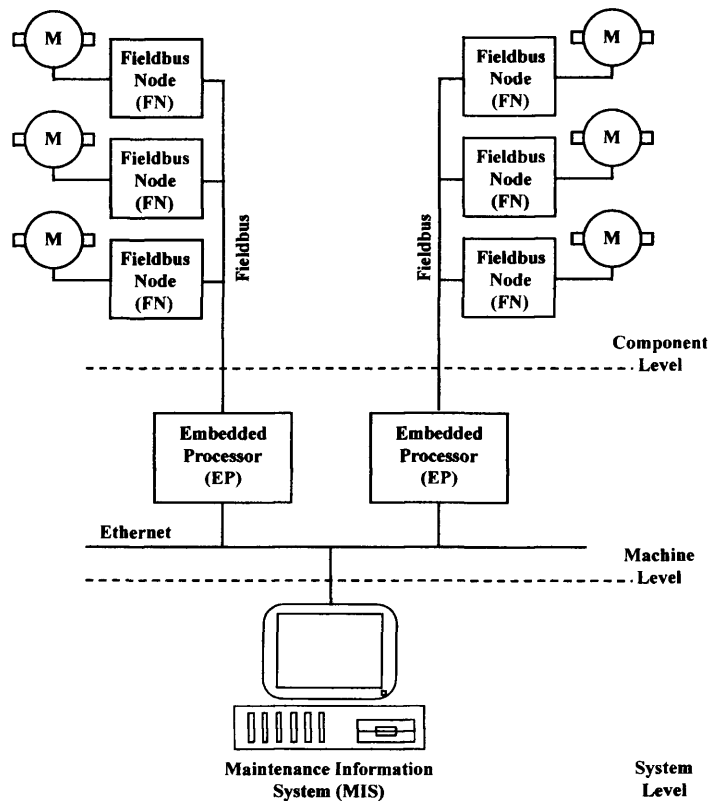 M
Fieldbus
Node
(FN)
M
Fieldbus
Node
(FN)
M
Fieldbus
Node
(FN)
Fieldbus
Fieldbus
Node
(FN)
M
Fieldbus
Node
(FN)
M
Fieldbus
Node
(FN)
M
Fieldbus
Component
Level
Embedded
Processor
(EP)
Embedded
Processor
(EP)
Ethernet
Machine
Level
Maintenance Information
System (MIS)
System
Level